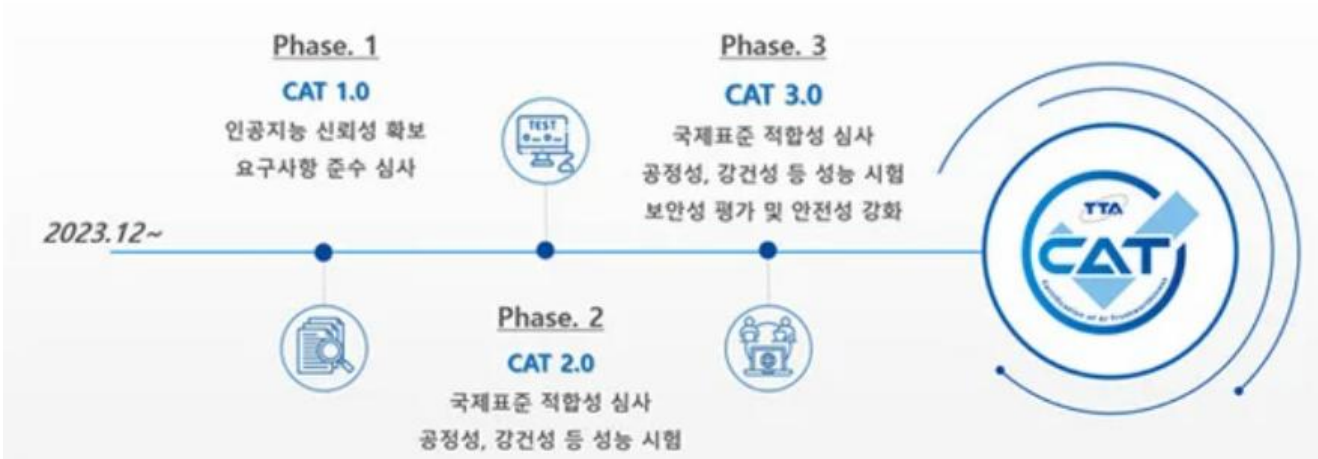 Phase. 1
CAT 1.0
인공지능 신뢰성 확보
요구사항 준수 심사
TEST
Phase. 3
CAT 3.0
국제표준 적합성 심사
공정성, 강건성 등 성능 시험
보안성 평가 및 안전성 강화
2023.12~
Phase. 2
CAT 2.0
국제표준 적합성 심사
공정성, 강건성 등 성능 시험
TTA
CAT
Certification of AI Trustworthiness